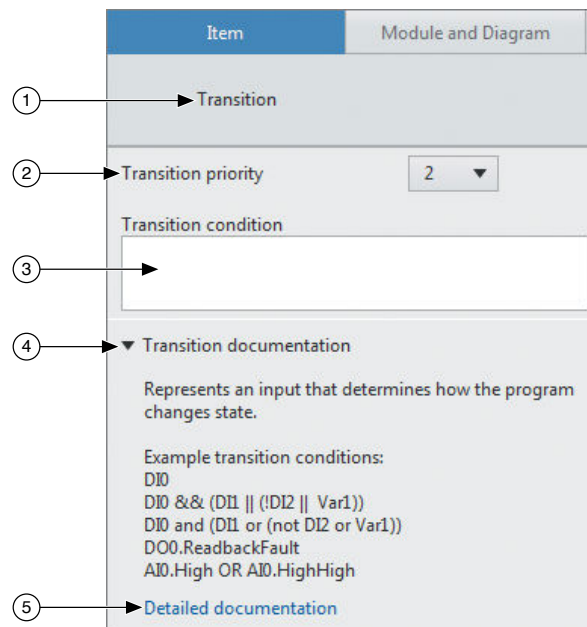 Item
Module and Diagram
1
Transition
2
Transition priority
2
Transition condition
3
4
Transition documentation
Represents an input that determines how the program
changes state.
Example transition conditions:
DI0
DI0 && (DI1 || (!DI2 || Var1))
DI0 and (DI1 or (not DI2 or Var1))
DO0.ReadbackFault
AI0.High OR AI0.HighHigh
5
Detailed documentation